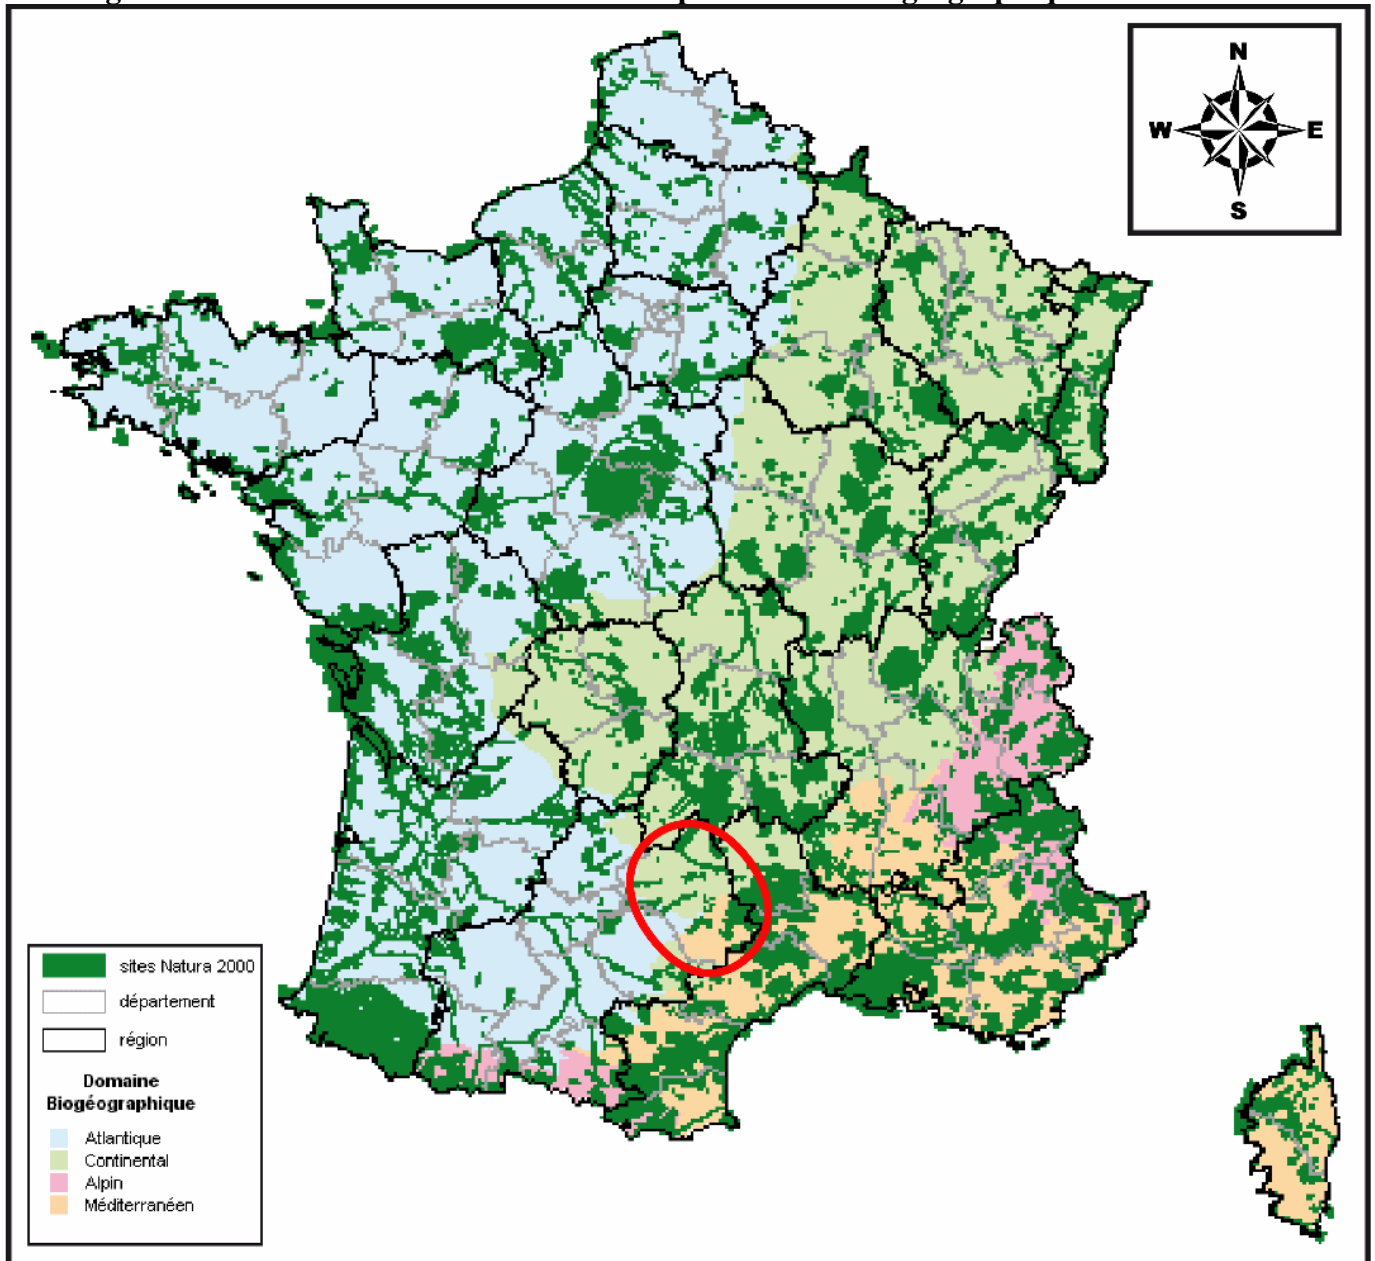 N
W E
S
sites Natura 2000
département
région
Domaine
Biogéographique
Atlantique
Continental
Alpin
Méditerranéen